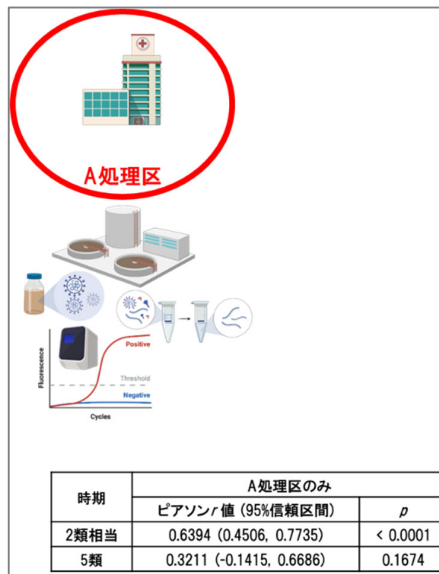 A処理区
Positive
Fluorescence
Threshold
Negative
Cycles
時期 A処理区のみ
ピアソンr値 (95%信頼区間) p
2類相当 0.6394 (0.4506, 0.7735) < 0.0001
5類 0.3211 (-0.1415, 0.6686) 0.1674